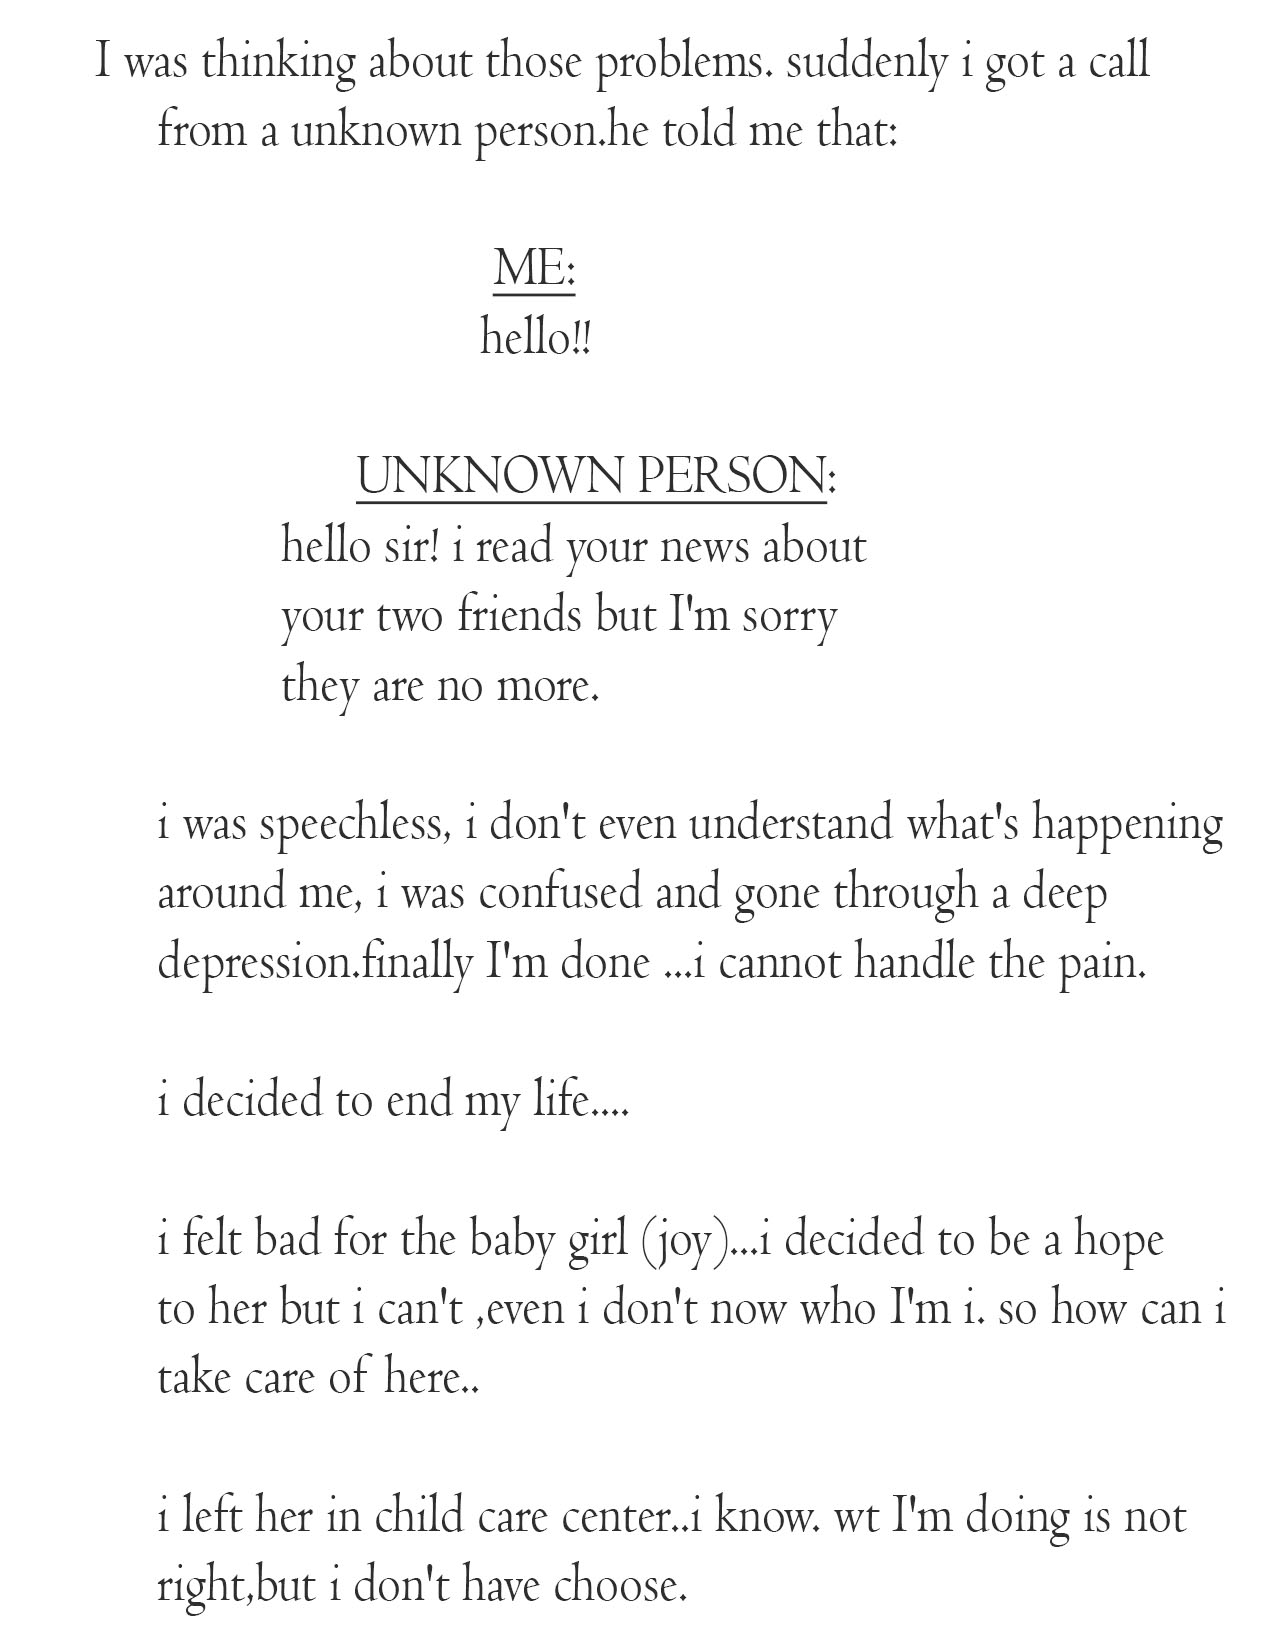 I was thinking about those problems. suddenly i got a call
from a unknown person.he told me that:
ME:
hello!!
UNKNOWN PERSON:
hello sir! i read your news about
your two friends but I'm sorry
they are no more.
i was speechless, i don't even understand what's happening
around me, i was confused and gone through a deep
depression.finally I'm done ...i cannot handle the pain.
i decided to end my life....
i felt bad for the baby girl (joy)...i decided to be a hope
to her but i can't ,even i don't now who I'm i. so how can i
take care of here..
i left her in child care center..i know. wt I'm doing is not
right,but i don't have choose.